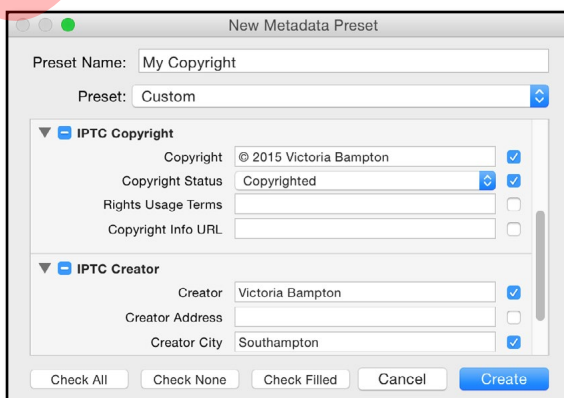 New Metadata Preset
Preset Name: My Copyright
Preset: Custom
IPTC Copyright
Copyright © 2015 Victoria Bampton
Copyright Status Copyrighted
Rights Usage Terms
Copyright Info URL
IPTC Creator
Creator Victoria Bampton
Creator Address
Creator City Southampton
Check All Check None Check Filled Cancel Create